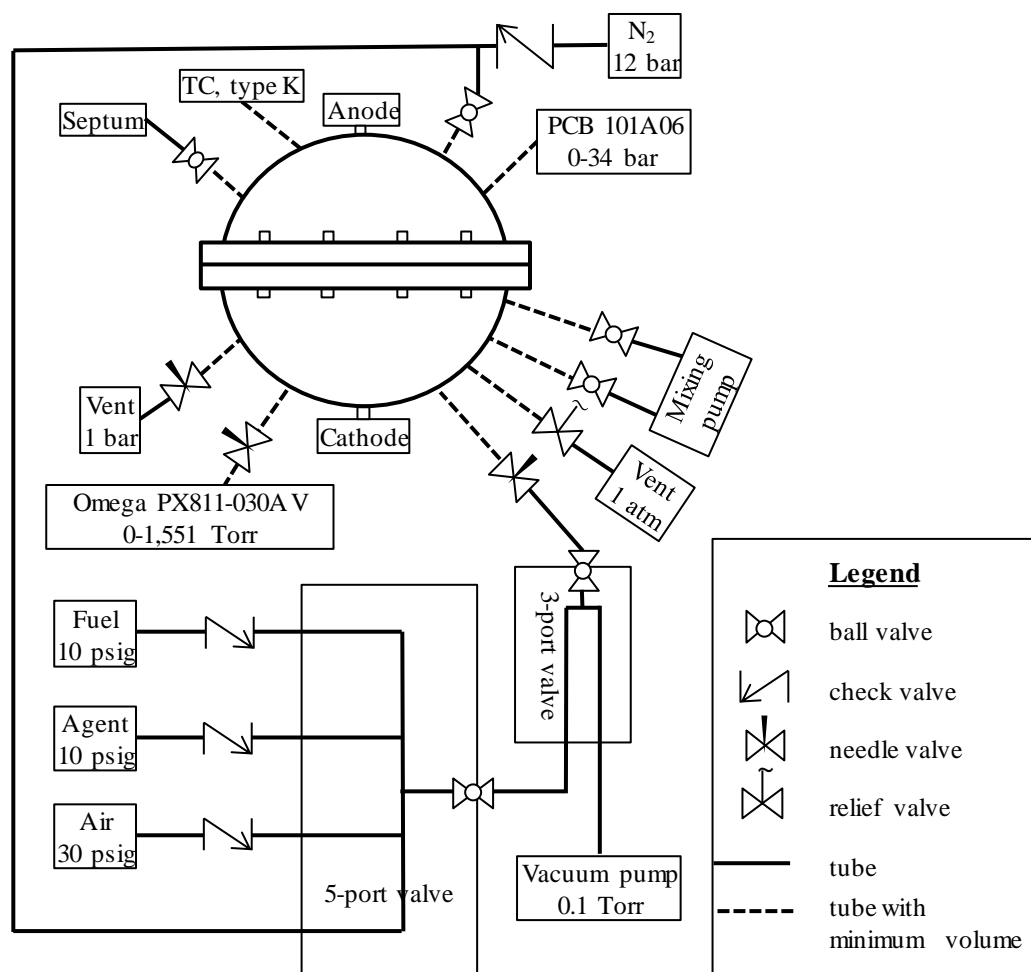 N2
12 bar
TC, type K
Anode
Septum
PCB 101A06
0-34 bar
Mixing
pump
Vent
1 bar
Cathode
Vent
1 atm
Omega PX811-030AV
0-1,551 Torr
Fuel
10 psig
Agent
10 psig
Air
30 psig
5-port valve
3-port valve
Vacuum pump
0.1 Torr
Legend
ball valve
check valve
needle valve
~
relief valve
tube
tube with
minimum volume